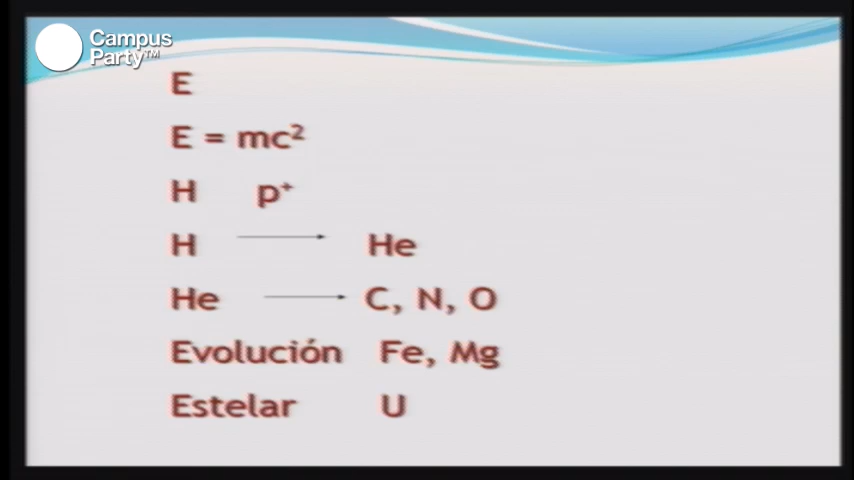 Campus
Party™
E
E = mc²
H p⁺
H → He
He → C, N, O
Evolución Fe, Mg
Estelar U